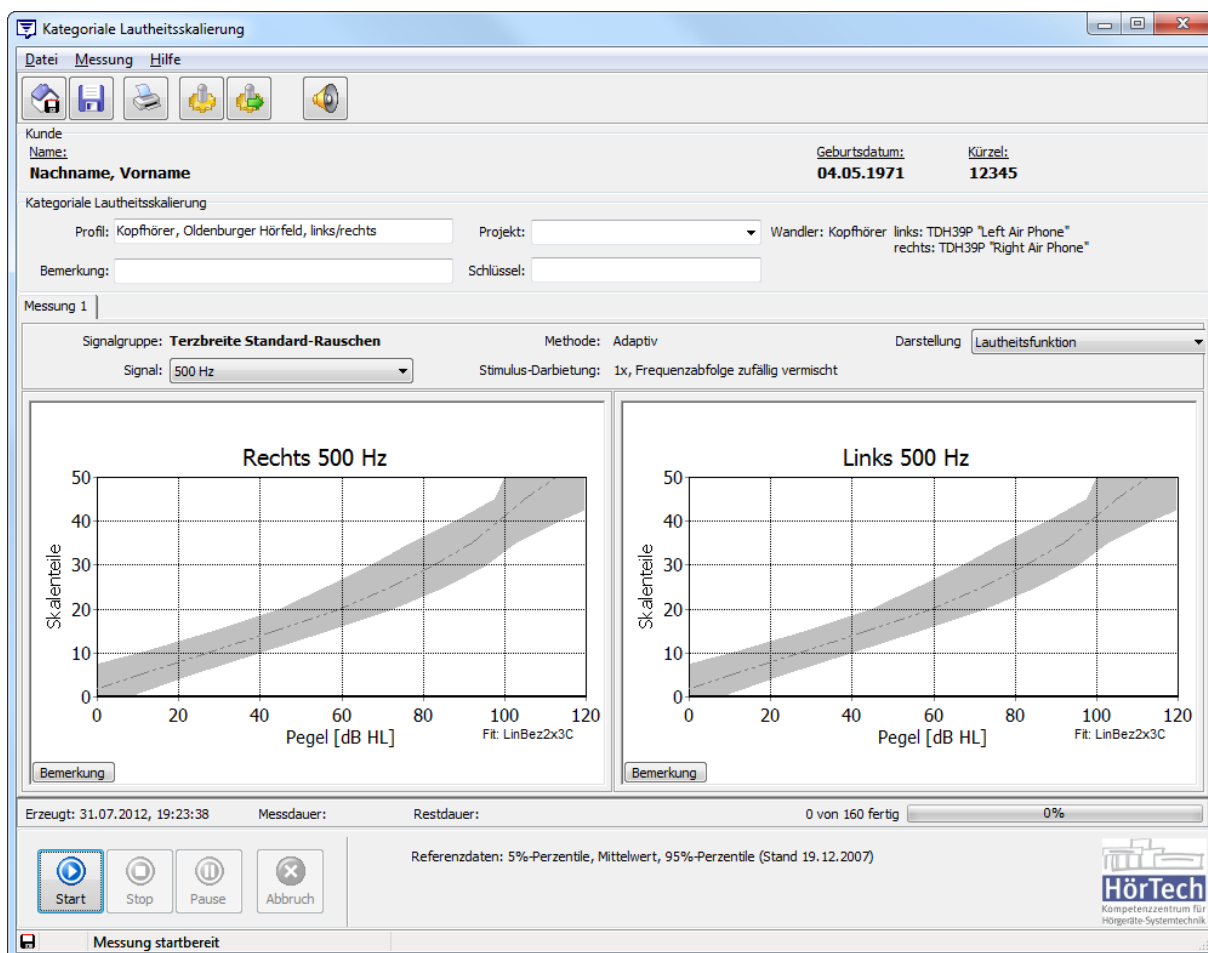 Kategoriale Lautheitsskalierung
Datei Messung Hilfe
Kunde
Name: Geburtsdatum: Kürzel:
Nachname, Vorname 04.05.1971 12345
Kategoriale Lautheitsskalierung
Profil: Kopfhörer, Oldenburger Hörfeld, links/rechts Projekt: Wandler: Kopfhörer links: TDH39P "Left Air Phone"
rechts: TDH39P "Right Air Phone"
Bemerkung: Schlüssel:
Messung 1
Signalgruppe: Terzbreite Standard-Rauschen Methode: Adaptiv Darstellung Lautheitsfunktion
Signal: 500 Hz Stimulus-Darbietung: 1x, Frequenzabfolge zufällig vermischt
Rechts 500 Hz
50
40
30
20
10
0
Skalenteile
0 20 40 60 80 100 120
Pegel [dB HL] Fit: LinBez2x3C
Bemerkung
Links 500 Hz
50
40
30
20
10
0
Skalenteile
0 20 40 60 80 100 120
Pegel [dB HL] Fit: LinBez2x3C
Bemerkung
Erzeugt: 31.07.2012, 19:23:38 Messdauer: Restdauer: 0 von 160 fertig 0%
Start Stop Pause Abbruch
Referenzdaten: 5%-Perzentile, Mittelwert, 95%-Perzentile (Stand 19.12.2007)
HörTech
Kompetenzzentrum für
Hörgeräte-Systemtechnik
Messung startbereit